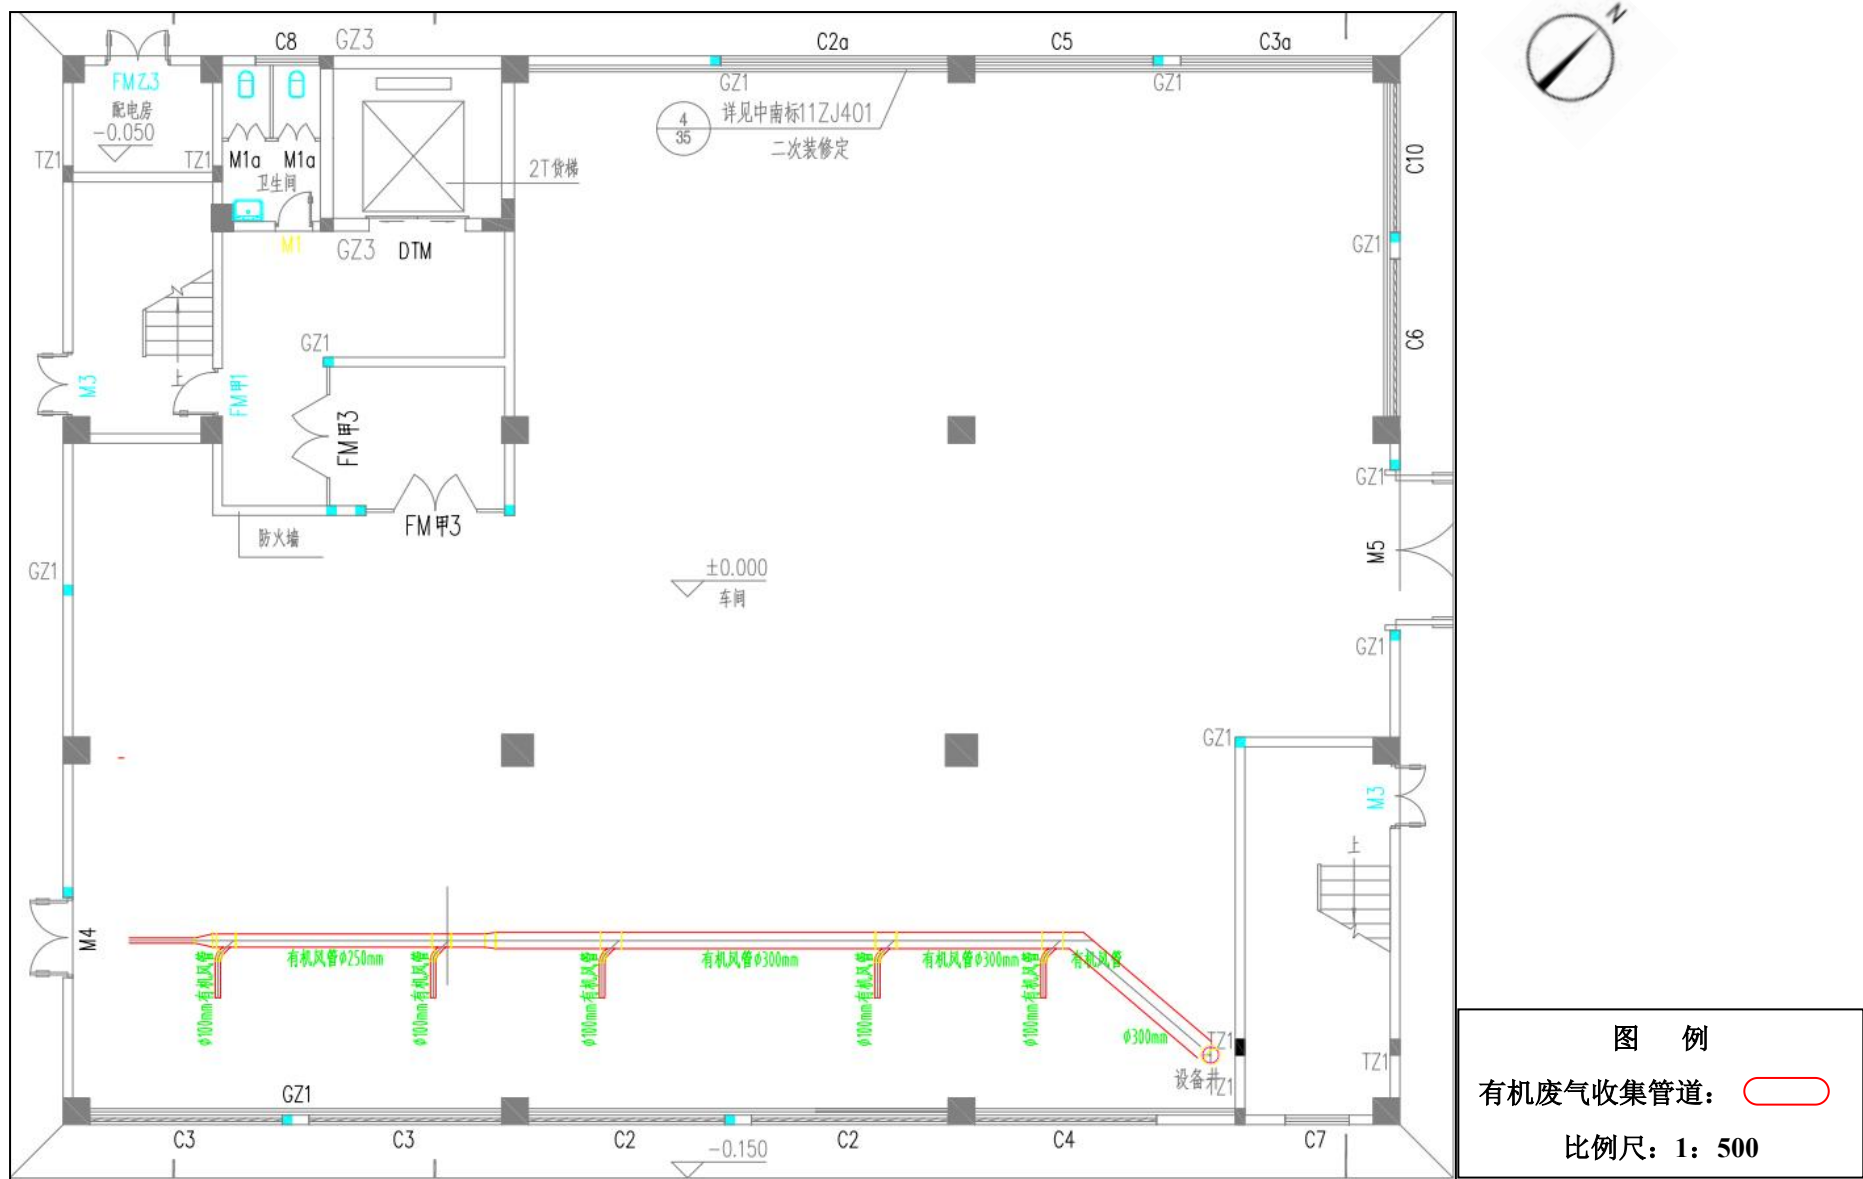 N
C8
GZ3
C2a
C5
C3a
FM乙3
配电房
-0.050
GZ1
GZ1
4
35
详见中南标11ZJ401
二次装修定
TZ1
TZ1
M1a
M1a
卫生间
2T货梯
C10
M1
GZ3
DTM
GZ1
GZ1
C6
上
M3
FM甲1
FM甲3
GZ1
FM甲3
防火墙
M5
GZ1
±0.000
车间
GZ1
GZ1
M3
上
M4
有机风管φ250mm
有机风管φ300mm
有机风管φ300mm
有机风管
φ100mm有机风管
φ100mm有机风管
φ100mm有机风管
φ100mm有机风管
φ100mm有机风管
φ300mm
TZ1
TZ1
设备井
TZ1
GZ1
C3
C3
C2
C2
C4
C7
-0.150
图 例
有机废气收集管道：
比例尺：1：500